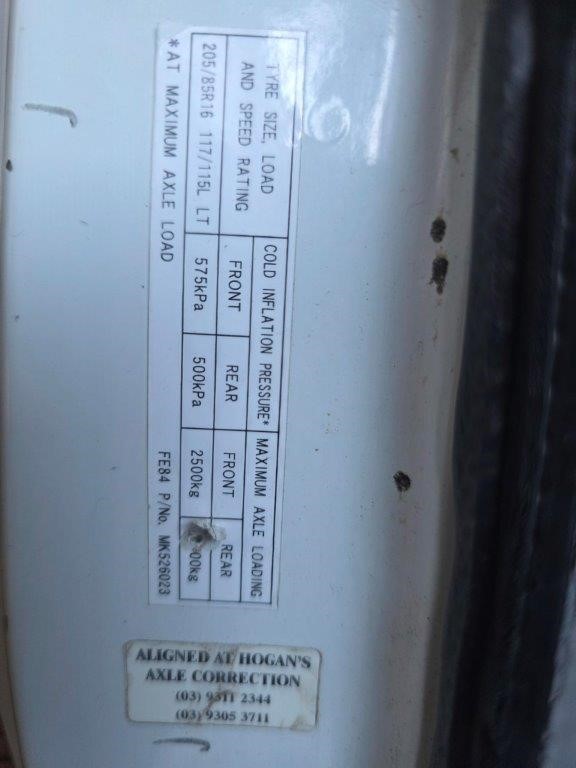 TYRE SIZE, LOAD AND SPEED RATING
COLD INFLATION PRESSURE*
MAXIMUM AXLE LOADING
FRONT REAR FRONT REAR
205/85R16 117/115L LT 575kPa 500kPa 2500kg 00kg
*AT MAXIMUM AXLE LOAD FE84 P/No. MK526023
ALIGNED AT HOGAN'S
AXLE CORRECTION
(03) 9311 2344
(03) 9305 3711